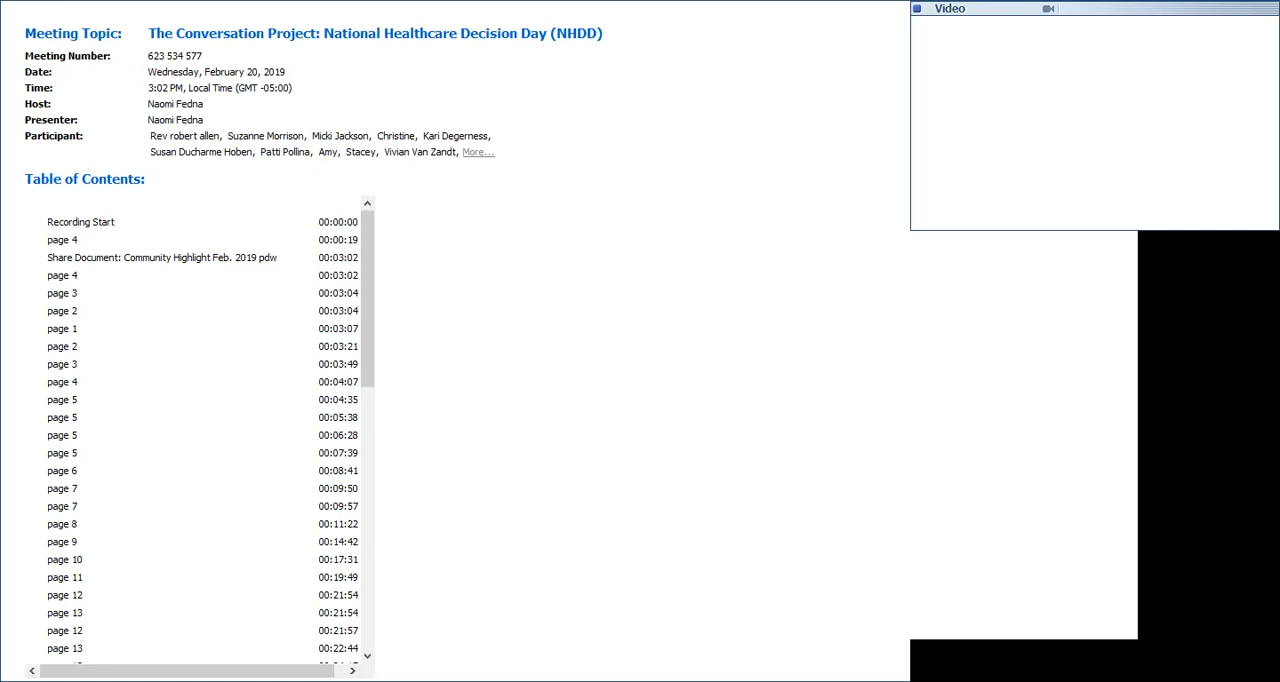 Video
Meeting Topic: The Conversation Project: National Healthcare Decision Day (NHDD)
Meeting Number: 623 534 577
Date: Wednesday, February 20, 2019
Time: 3:02 PM, Local Time (GMT -05:00)
Host: Naomi Fedna
Presenter: Naomi Fedna
Participant: Rev robert allen, Suzanne Morrison, Micki Jackson, Christine, Kari Degerness,
Susan Ducharme Hoben, Patti Pollina, Amy, Stacey, Vivian Van Zandt, More...
Table of Contents:
Recording Start 00:00:00
page 4 00:00:19
Share Document: Community Highlight Feb. 2019 pdw 00:03:02
page 4 00:03:02
page 3 00:03:04
page 2 00:03:04
page 1 00:03:07
page 2 00:03:21
page 3 00:03:49
page 4 00:04:07
page 5 00:04:35
page 5 00:05:38
page 5 00:06:28
page 5 00:07:39
page 6 00:08:41
page 7 00:09:50
page 7 00:09:57
page 8 00:11:22
page 9 00:14:42
page 10 00:17:31
page 11 00:19:49
page 12 00:21:54
page 13 00:21:54
page 12 00:21:57
page 13 00:22:44